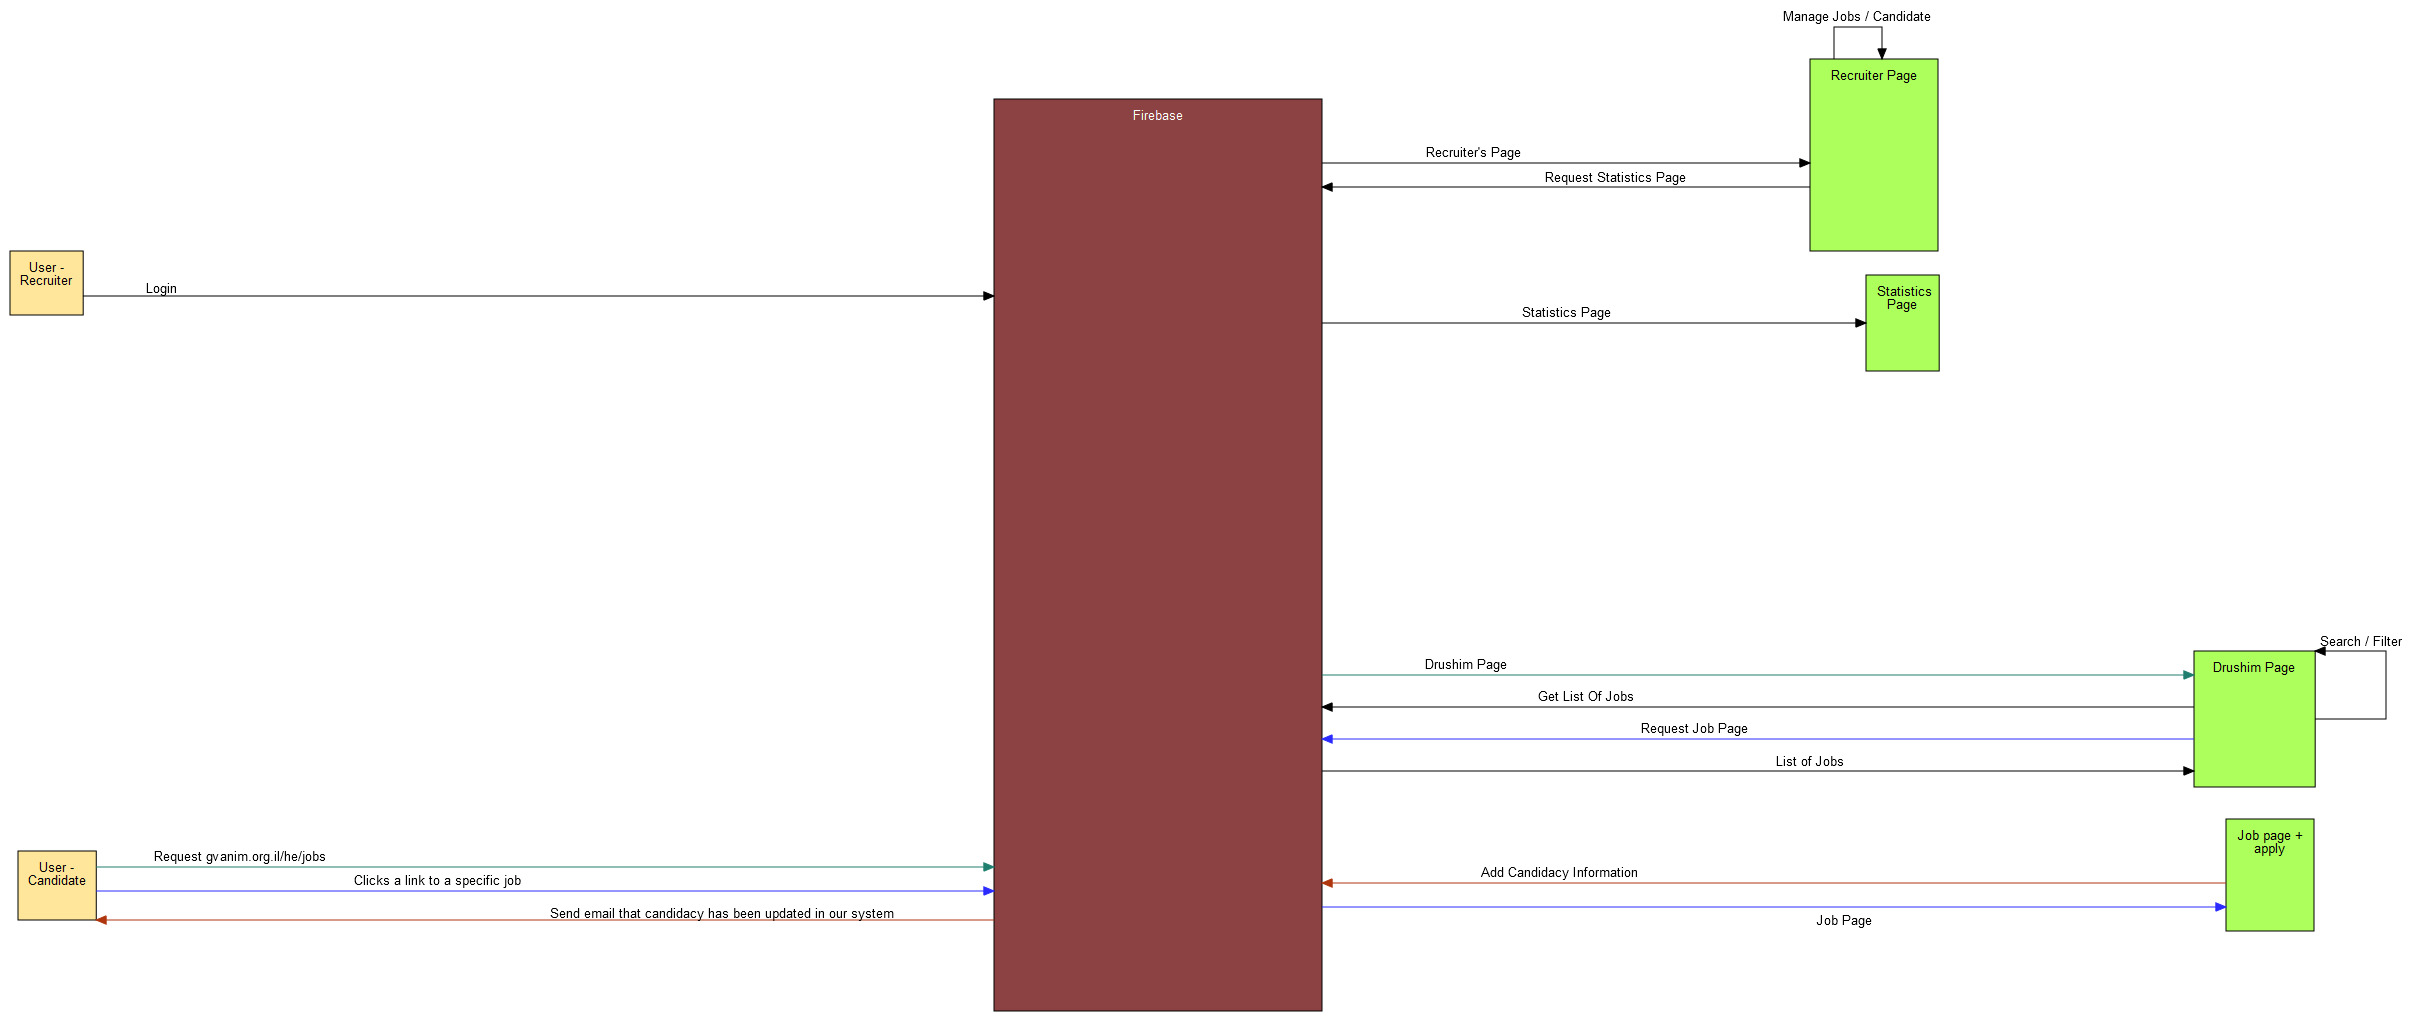 Manage Jobs / Candidate
Recruiter Page
Firebase
Recruiter's Page
Request Statistics Page
User -
Recruiter
Login
Statistics
Page
Statistics Page
Search / Filter
Drushim Page
Drushim Page
Get List Of Jobs
Request Job Page
List of Jobs
Job page +
apply
User -
Candidate
Request gvanim.org.il/he/jobs
Clicks a link to a specific job
Send email that candidacy has been updated in our system
Add Candidacy Information
Job Page